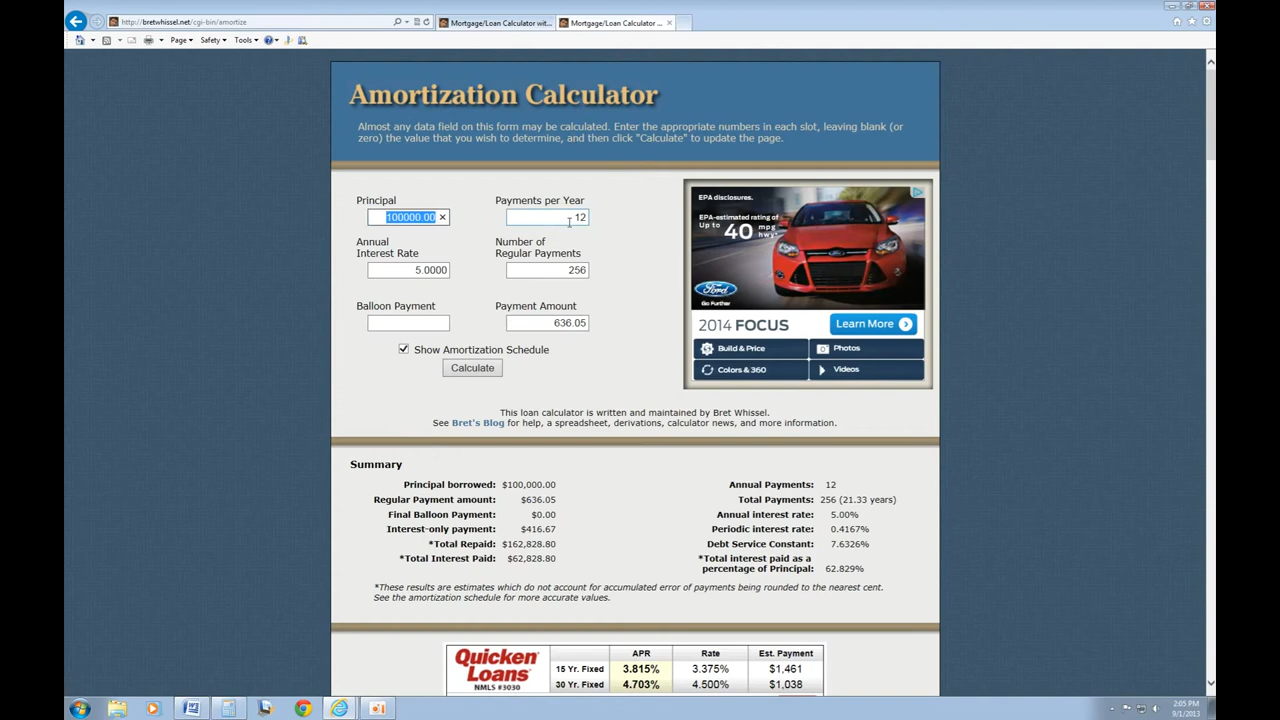 http://bretwhissel.net/cgi-bin/amortize
Mortgage/Loan Calculator wit...
Mortgage/Loan Calculator ...
Page
Safety
Tools
Amortization Calculator
Almost any data field on this form may be calculated. Enter the appropriate numbers in each slot, leaving blank (or
zero) the value that you wish to determine, and then click "Calculate" to update the page.
Principal
Payments per Year
100000.00
12
Annual
Interest Rate
Number of
Regular Payments
5.0000
256
Balloon Payment
Payment Amount
636.05
Show Amortization Schedule
Calculate
EPA disclosures.
EPA-estimated rating of
Up to 40 mpg
hwy*
Ford
Go Further
2014 FOCUS
Learn More
Build & Price
Photos
Colors & 360
Videos
This loan calculator is written and maintained by Bret Whissel.
See Bret's Blog for help, a spreadsheet, derivations, calculator news, and more information.
Summary
Principal borrowed: $100,000.00
Regular Payment amount: $636.05
Final Balloon Payment: $0.00
Interest-only payment: $416.67
*Total Repaid: $162,828.80
*Total Interest Paid: $62,828.80
Annual Payments: 12
Total Payments: 256 (21.33 years)
Annual interest rate: 5.00%
Periodic interest rate: 0.4167%
Debt Service Constant: 7.6326%
*Total interest paid as a
percentage of Principal: 62.829%
*These results are estimates which do not account for accumulated error of payments being rounded to the nearest cent.
See the amortization schedule for more accurate values.
Quicken
Loans
NMLS #3030
APR Rate Est. Payment
15 Yr. Fixed 3.815% 3.375% $1,461
30 Yr. Fixed 4.703% 4.500% $1,038
2:05 PM
9/1/2013